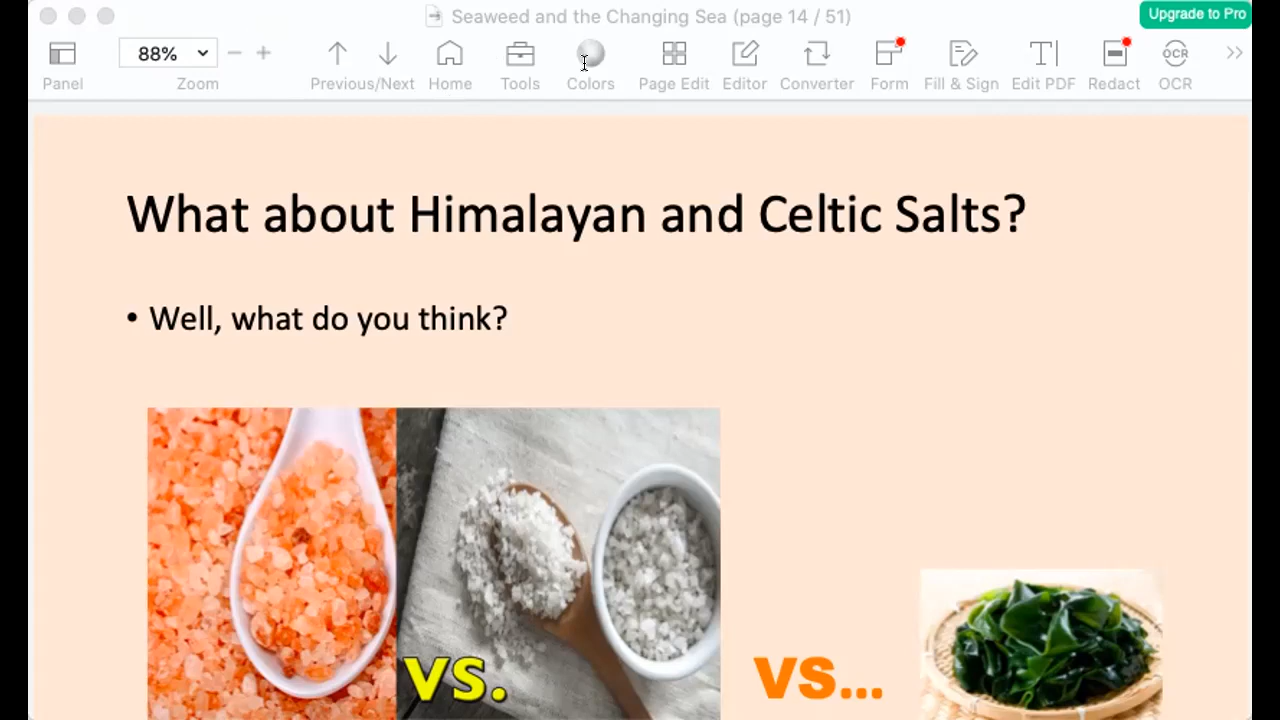 Seaweed and the Changing Sea (page 14 / 51)
Upgrade to Pro
88%
Panel
Zoom
Previous/Next
Home
Tools
Colors
Page Edit
Editor
Converter
Form
Fill & Sign
Edit PDF
Redact
OCR
OCR
What about Himalayan and Celtic Salts?
• Well, what do you think?
VS.
VS...